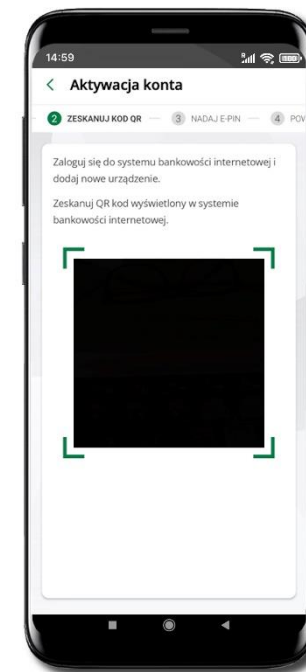 14:59
Aktywacja konta
2 ZESKANUJ KOD QR 3 NADAJ E-PIN 4
Zaloguj się do systemu bankowości internetowej i
dodaj nowe urządzenie.
Zeskanuj QR kod wyświetlony w systemie
bankowości internetowej.